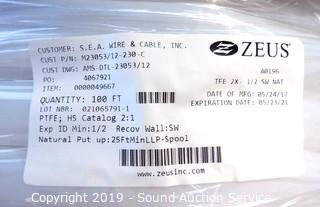 CUSTOMER: S.E.A. WIRE & CABLE, INC.
CUST P/N: M23053/12-230-C
CUST DWG: AMS-DTL-23053/12
PO: 4067921
ITEM: 0000049667
ZEUS®
A0196
TFE 2X- 1/2 SW NAT
QUANTITY: 100 FT
DATE OF MFG: 05/24/17
LOT NBR: 021065791-1
EXPIRATION DATE: 05/23/21
PTFE; HS Catalog 2:1
Exp ID Min:1/2 Recov Wall:SW
Natural Put up:25FtMinLLP-Spool
www.zeusinc.com
Copyright 2019 - Sound Auction Service